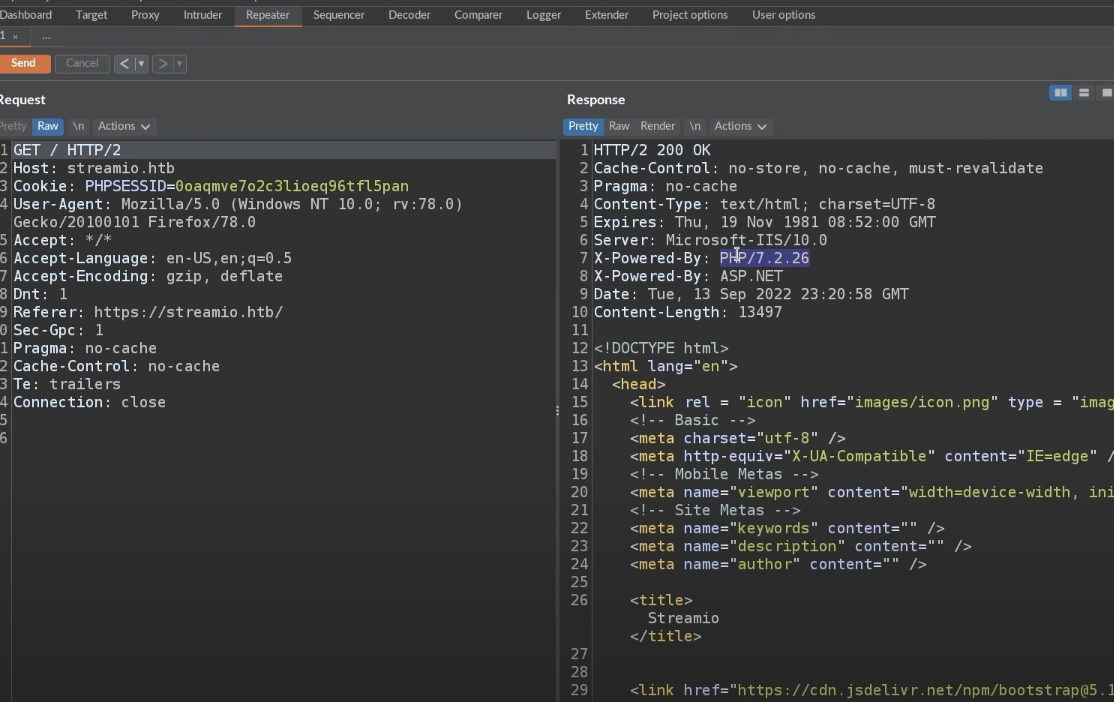 Dashboard Target Proxy Intruder Repeater Sequencer Decoder Comparer Logger Extender Project options User options
1 × ...
Send Cancel < >
Request
Pretty Raw \n Actions
1 GET / HTTP/2
2 Host: streamio.htb
3 Cookie: PHPSESSID=0oaqmve7o2c3lioeq96tfl5pan
4 User-Agent: Mozilla/5.0 (Windows NT 10.0; rv:78.0)
Gecko/20100101 Firefox/78.0
5 Accept: */*
6 Accept-Language: en-US,en;q=0.5
7 Accept-Encoding: gzip, deflate
8 Dnt: 1
9 Referer: https://streamio.htb/
0 Sec-Gpc: 1
1 Pragma: no-cache
2 Cache-Control: no-cache
3 Te: trailers
4 Connection: close
5
6
Response
Pretty Raw Render \n Actions
1 HTTP/2 200 OK
2 Cache-Control: no-store, no-cache, must-revalidate
3 Pragma: no-cache
4 Content-Type: text/html; charset=UTF-8
5 Expires: Thu, 19 Nov 1981 08:52:00 GMT
6 Server: Microsoft-IIS/10.0
7 X-Powered-By: PHP/7.2.26
8 X-Powered-By: ASP.NET
9 Date: Tue, 13 Sep 2022 23:20:58 GMT
10 Content-Length: 13497
11
12 <!DOCTYPE html>
13 <html lang="en">
14 <head>
15 <link rel = "icon" href="images/icon.png" type = "imag
16 <!-- Basic -->
17 <meta charset="utf-8" />
18 <meta http-equiv="X-UA-Compatible" content="IE=edge" /
19 <!-- Mobile Metas -->
20 <meta name="viewport" content="width=device-width, ini
21 <!-- Site Metas -->
22 <meta name="keywords" content="" />
23 <meta name="description" content="" />
24 <meta name="author" content="" />
25
26 <title>
Streamio
</title>
27
28
29 <link href="https://cdn.jsdelivr.net/npm/bootstrap@5.1